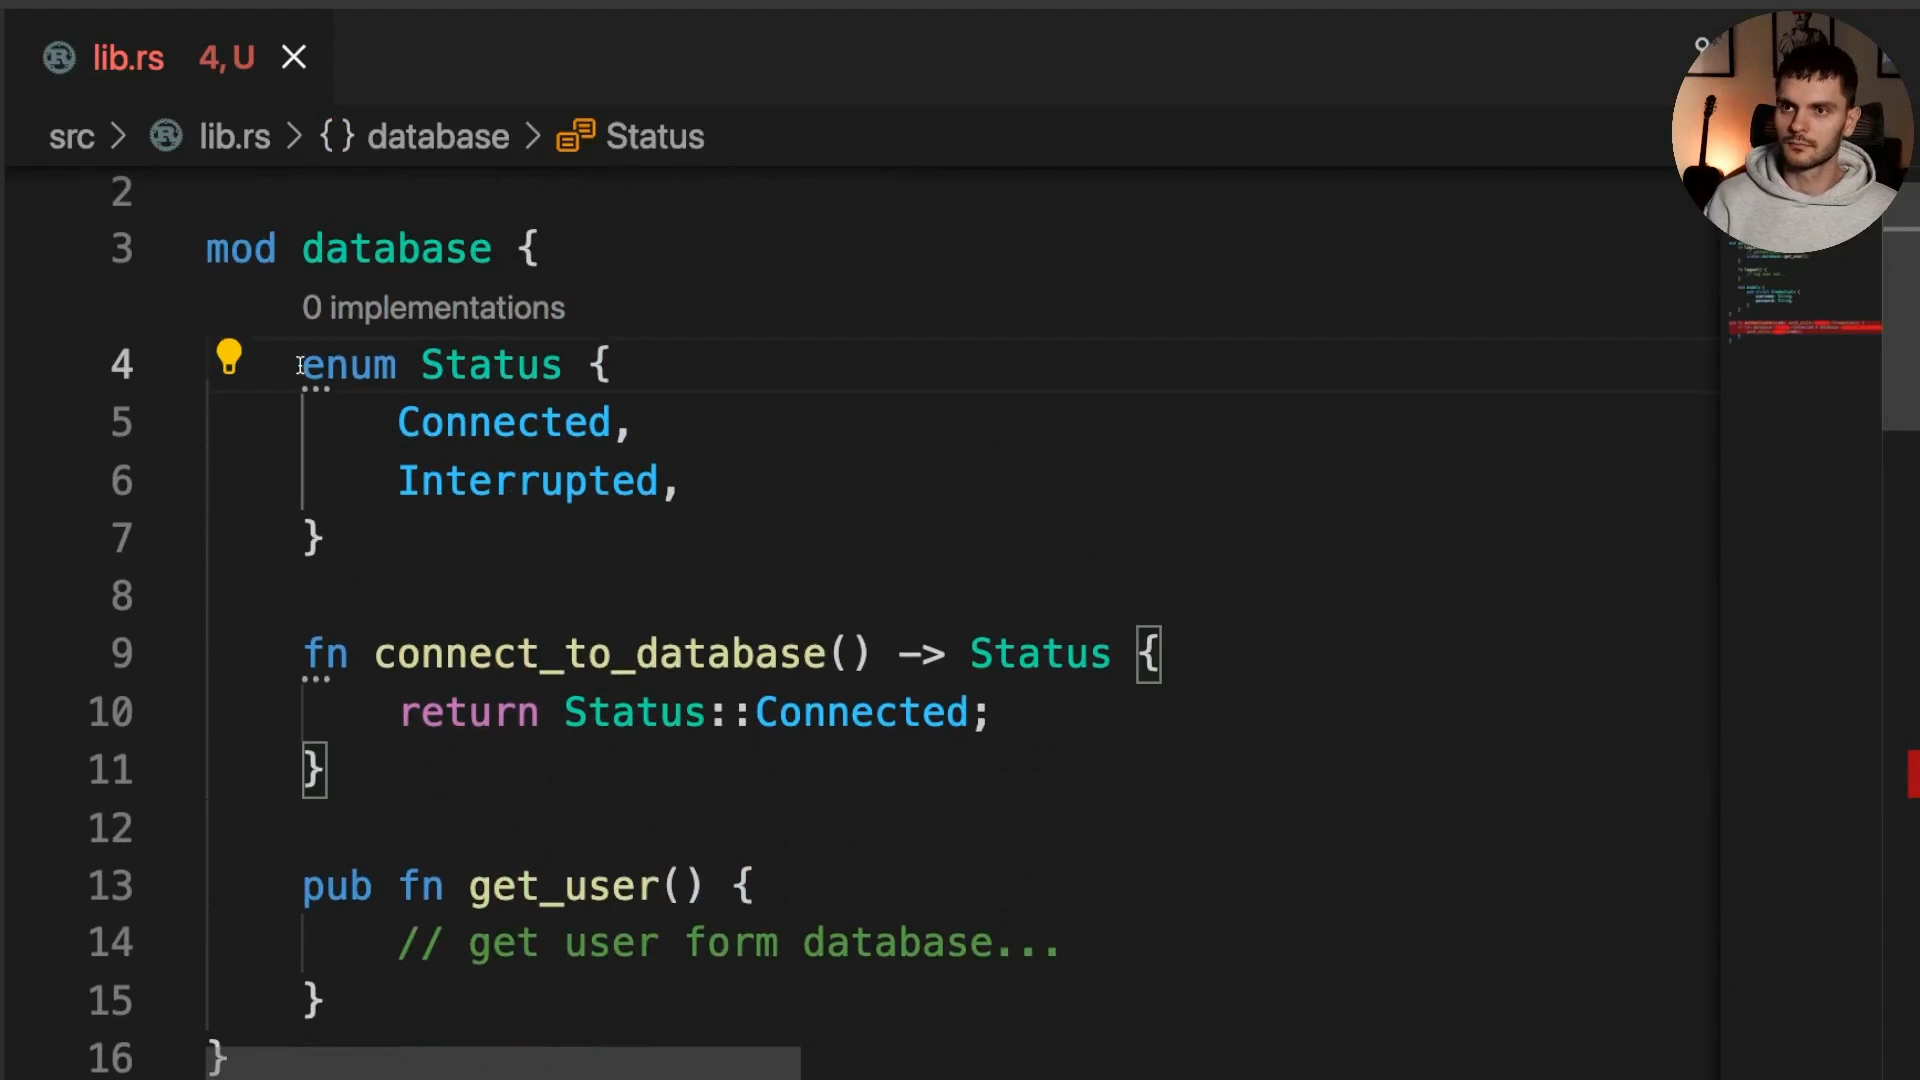 lib.rs 4, U
src > lib.rs > {} database > Status
2
3 mod database {
0 implementations
4 enum Status {
5 Connected,
6 Interrupted,
7 }
8
9 fn connect_to_database() -> Status {
10 return Status::Connected;
11 }
12
13 pub fn get_user() {
14 // get user form database...
15 }
16 }